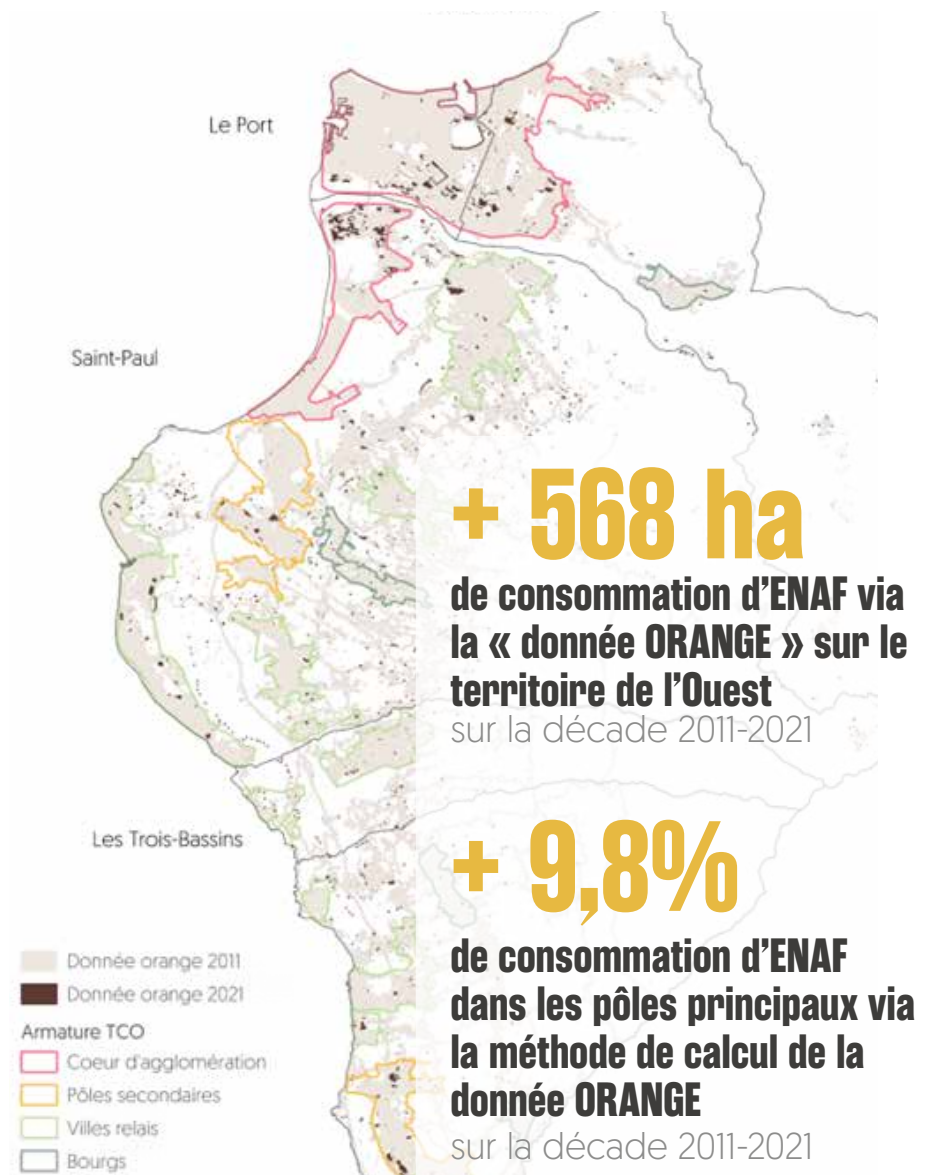 Le Port
Saint-Paul
+ 568 ha
de consommation d'ENAF via
la « donnée ORANGE » sur le
territoire de l'Ouest
sur la décade 2011-2021
Les Trois-Bassins
+ 9,8%
de consommation d'ENAF
dans les pôles principaux via
la méthode de calcul de la
donnée ORANGE
sur la décade 2011-2021
Donnée orange 2011
Donnée orange 2021
Armature TCO
Coeur d'agglomération
Pôles secondaires
Villes relais
Bourgs